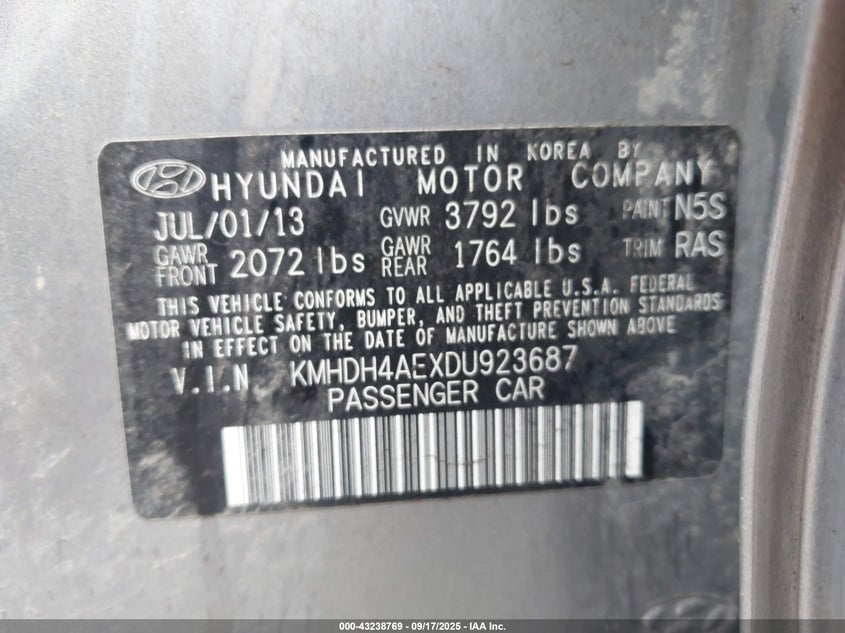 MANUFACTURED IN KOREA BY
HYUNDAI MOTOR COMPANY
JUL/01/13 GVWR 3792 lbs PAINT N5S
GAWR FRONT 2072 lbs GAWR REAR 1764 lbs TRIM RAS
THIS VEHICLE CONFORMS TO ALL APPLICABLE U.S.A. FEDERAL
MOTOR VEHICLE SAFETY, BUMPER, AND THEFT PREVENTION STANDARDS
IN EFFECT ON THE DATE OF MANUFACTURE SHOWN ABOVE
V.I.N KMHDH4AEXDU923687
PASSENGER CAR
000-43238769 - 09/17/2025 - IAA Inc.